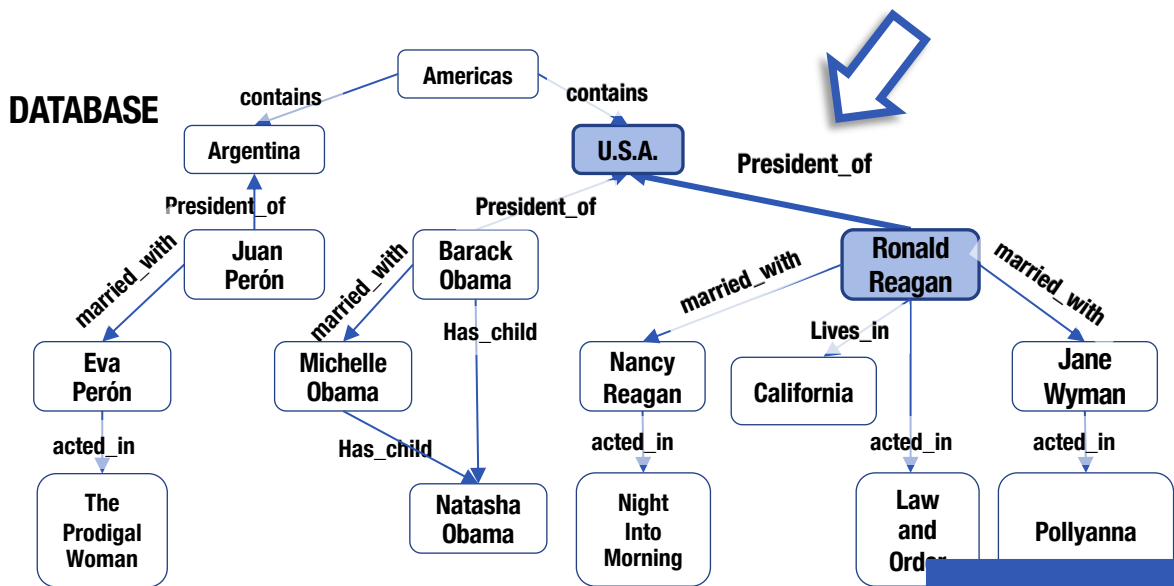 Americas
contains
contains
DATABASE
Argentina
U.S.A.
President_of
President_of
President_of
Juan
Perón
Barack
Obama
Ronald
Reagan
married_with
married_with
married_with
married_with
Has_child
Lives_in
Eva
Perón
Michelle
Obama
Nancy
Reagan
California
Jane
Wyman
acted_in
Has_child
acted_in
acted_in
acted_in
The
Prodigal
Woman
Natasha
Obama
Night
Into
Morning
Law
and
Order
Pollyanna